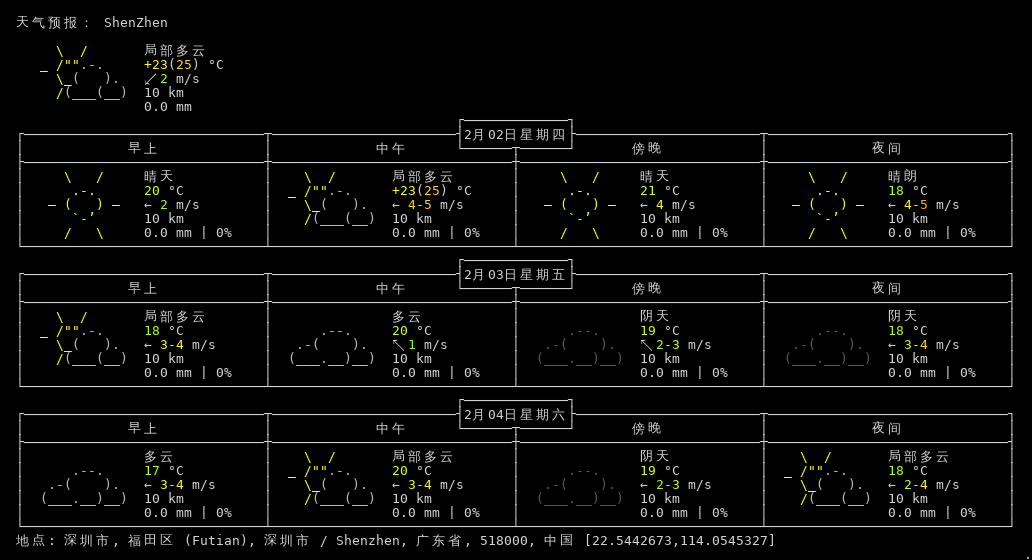 天气预报： ShenZhen
局部多云
+23(25) °C
↙ 2 m/s
10 km
0.0 mm
2月02日星期四
早上 中午 傍晚 夜间
晴天 局部多云 晴天 晴朗
20 °C +23(25) °C 21 °C 18 °C
← 2 m/s ← 4-5 m/s ← 4 m/s ← 4-5 m/s
10 km 10 km 10 km 10 km
0.0 mm | 0% 0.0 mm | 0% 0.0 mm | 0% 0.0 mm | 0%
2月03日星期五
早上 中午 傍晚 夜间
局部多云 多云 阴天 阴天
18 °C 20 °C 19 °C 18 °C
← 3-4 m/s ↖ 1 m/s ↖ 2-3 m/s ← 3-4 m/s
10 km 10 km 10 km 10 km
0.0 mm | 0% 0.0 mm | 0% 0.0 mm | 0% 0.0 mm | 0%
2月04日星期六
早上 中午 傍晚 夜间
多云 局部多云 阴天 局部多云
17 °C 20 °C 19 °C 18 °C
← 3-4 m/s ← 3-4 m/s ← 2-3 m/s ← 2-4 m/s
10 km 10 km 10 km 10 km
0.0 mm | 0% 0.0 mm | 0% 0.0 mm | 0% 0.0 mm | 0%
地点: 深圳市, 福田区 (Futian), 深圳市 / Shenzhen, 广东省, 518000, 中国 [22.5442673,114.0545327]